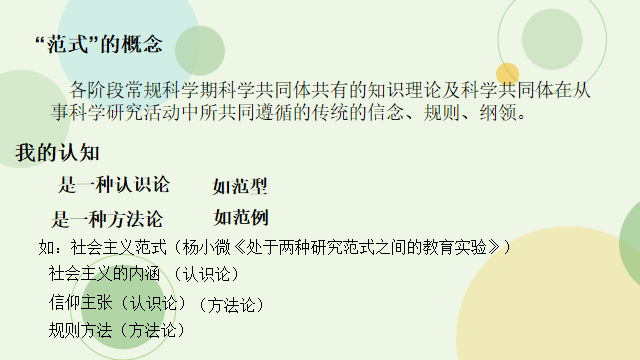 “范式”的概念
各阶段常规科学期科学共同体共有的知识理论及科学共同体在从
事科学研究活动中所共同遵循的传统的信念、规则、纲领。
我的认知
是一种认识论 如范型
是一种方法论 如范例
如：社会主义范式（杨小微《处于两种研究范式之间的教育实验》）
社会主义的内涵 （认识论）
信仰主张（认识论）（方法论）
规则方法（方法论）